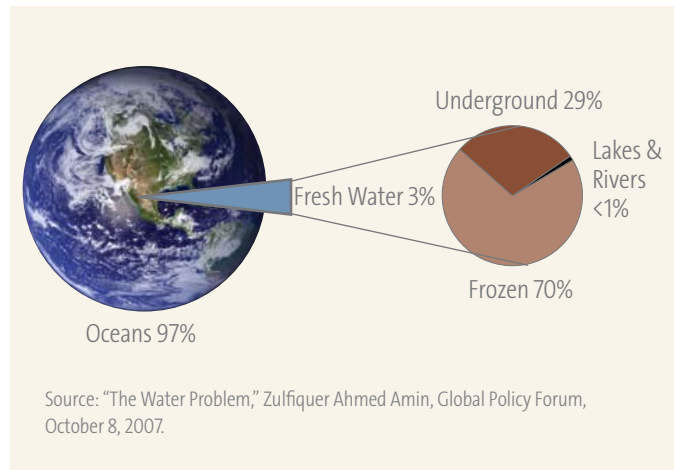 Underground 29%
Lakes &
Rivers
<1%
Fresh Water 3%
Frozen 70%
Oceans 97%
Source: “The Water Problem,” Zulfiquer Ahmed Amin, Global Policy Forum,
October 8, 2007.